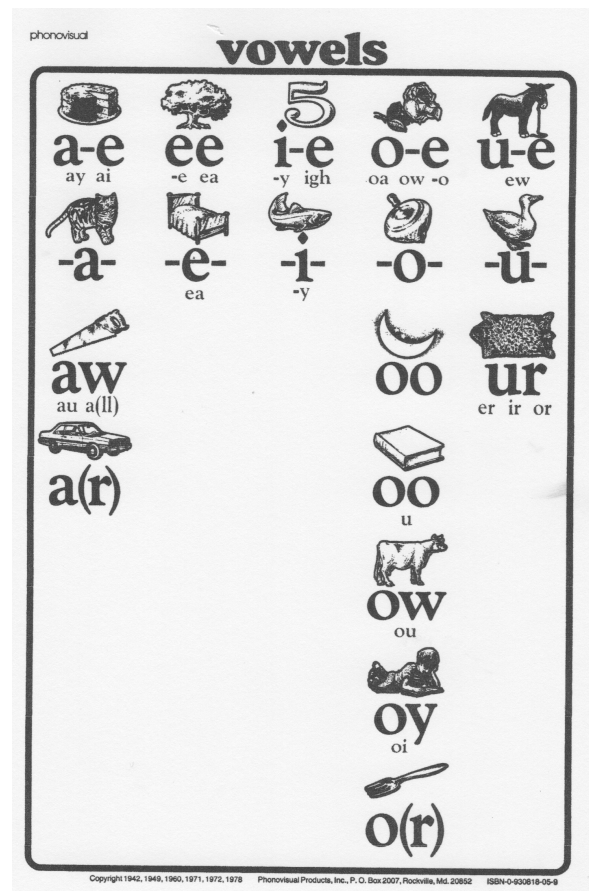 phonovisual
vowels
5
a-e ee i-e o-e u-e
ay ai -e ea -y igh oa ow -o ew
-a- -e- -i- -o- -u-
ea -y
aw oo ur
au a(ll) er ir or
a(r) oo
u
ow
ou
oy
oi
o(r)
Copyright 1942, 1949, 1960, 1971, 1972, 1978 Phonovisual Products, Inc., P. O. Box 2007, Rockville, Md. 20852 ISBN-0-930818-05-9